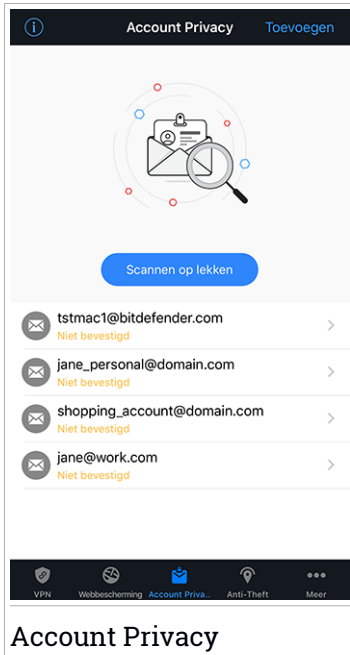 Account Privacy Toevoegen
Scannen op lekken
tstmac1@bitdefender.com
Niet bevestigd
jane_personal@domain.com
Niet bevestigd
shopping_account@domain.com
Niet bevestigd
jane@work.com
Niet bevestigd
VPN Webbescherming Account Priva.. Anti-Theft Meer
Account Privacy